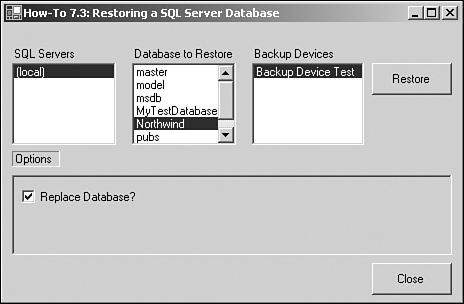 How-To 7.3: Restoring a SQL Server Database
SQL Servers
(local)
Database to Restore
master
model
msdb
MyTestDatabase
Northwind
pubs
Backup Devices
Backup Device Test
Restore
Options
Replace Database?
Close